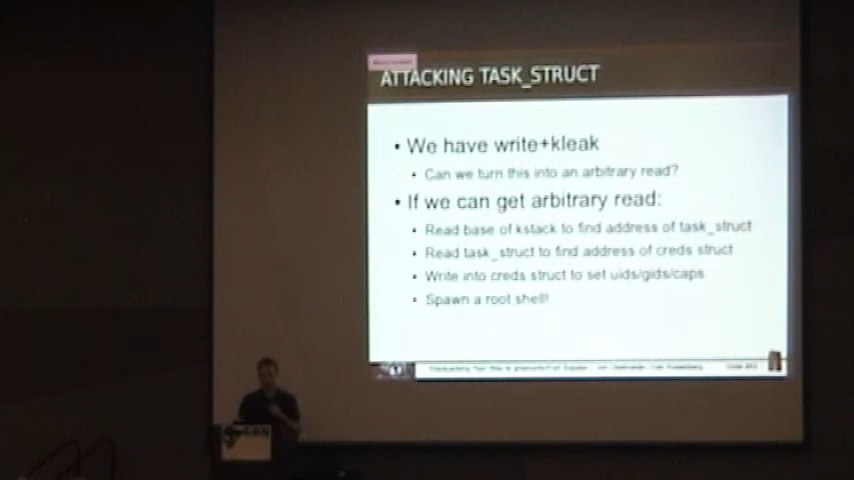 ATTACKING TASK_STRUCT
• We have write+kleak
• Can we turn this into an arbitrary read?
• If we can get arbitrary read:
• Read base of kstack to find address of task_struct
• Read task_struct to find address of creds struct
• Write into creds struct to set uids/gids/caps
• Spawn a root shell!